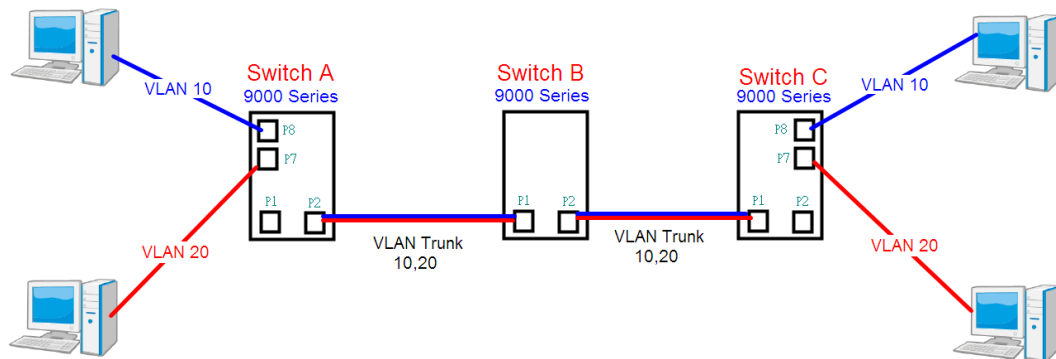 Switch A
9000 Series
Switch B
9000 Series
Switch C
9000 Series
VLAN 10
VLAN 10
P8
P7
P1
P2
P1
P2
P8
P7
P1
P2
VLAN 20
VLAN Trunk
10,20
VLAN Trunk
10,20
VLAN 20